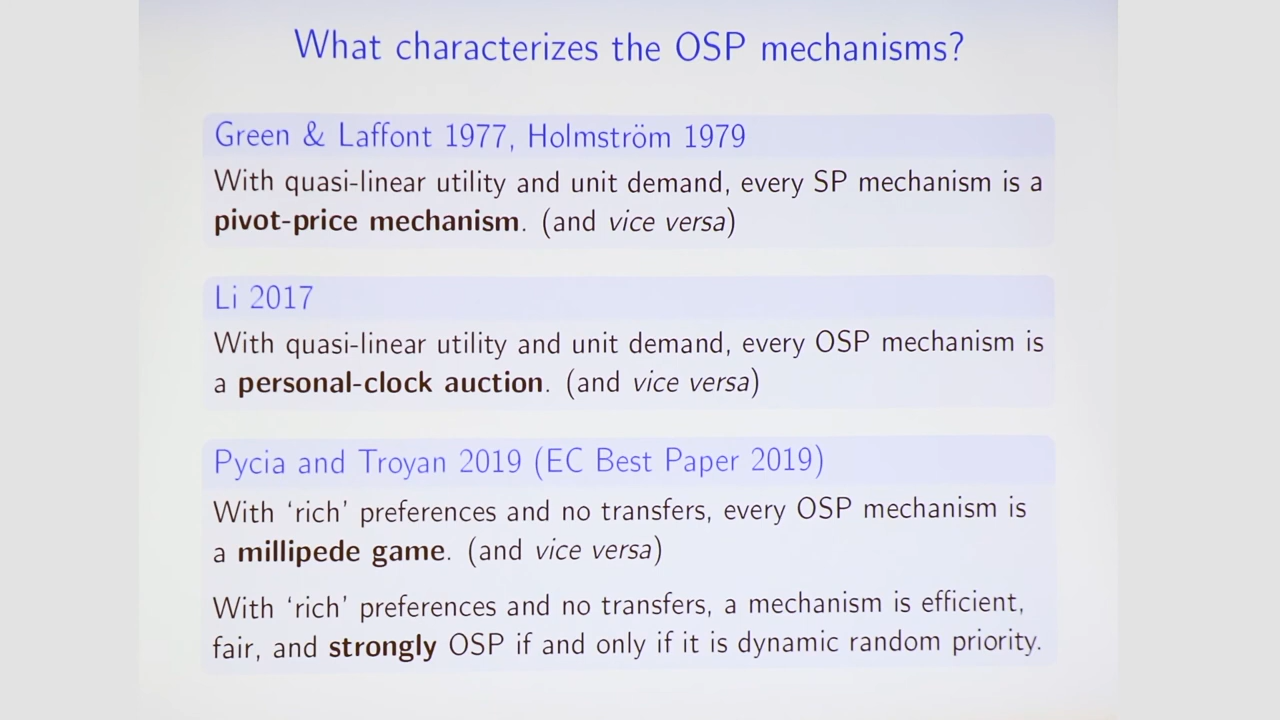 What characterizes the OSP mechanisms?
Green & Laffont 1977, Holmström 1979
With quasi-linear utility and unit demand, every SP mechanism is a
pivot-price mechanism. (and vice versa)
Li 2017
With quasi-linear utility and unit demand, every OSP mechanism is
a personal-clock auction. (and vice versa)
Pycia and Troyan 2019 (EC Best Paper 2019)
With ‘rich’ preferences and no transfers, every OSP mechanism is
a millipede game. (and vice versa)
With ‘rich’ preferences and no transfers, a mechanism is efficient,
fair, and strongly OSP if and only if it is dynamic random priority.